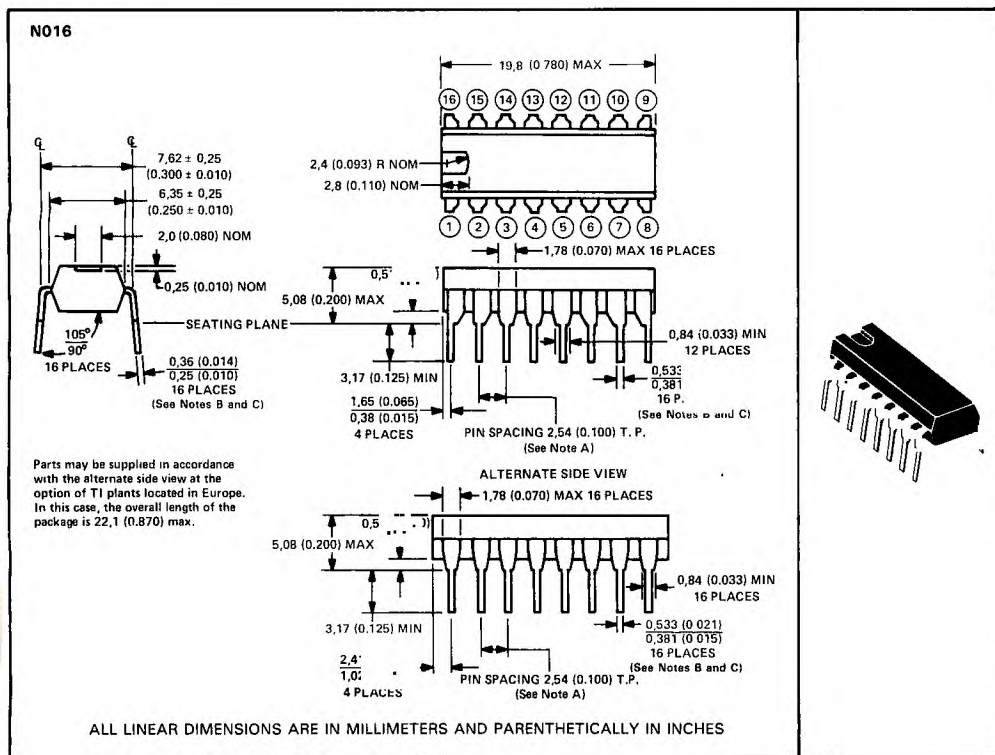 N016
19,8 (0 780) MAX
16 15 14 13 12 11 10 9
℄ ℄
7,62 ± 0,25
(0.300 ± 0.010)
6,35 ± 0,25
(0.250 ± 0.010)
2,0 (0.080) NOM
0,25 (0.010) NOM
105°
90°
16 PLACES
0,36 (0.014)
0,25 (0.010)
16 PLACES
(See Notes B and C)
2,4 (0.093) R NOM
2,8 (0.110) NOM
1 2 3 4 5 6 7 8
1,78 (0.070) MAX 16 PLACES
5,08 (0.200) MAX
SEATING PLANE
0,84 (0.033) MIN
12 PLACES
3,17 (0.125) MIN
0,533
0,381
(See Notes B and C)
1,65 (0.065)
0,38 (0.015)
4 PLACES
PIN SPACING 2,54 (0.100) T.P.
(See Note A)
Parts may be supplied in accordance
with the alternate side view at the
option of TI plants located in Europe.
In this case, the overall length of the
package is 22,1 (0.870) max.
ALTERNATE SIDE VIEW
1,78 (0.070) MAX 16 PLACES
5,08 (0.200) MAX
0,84 (0.033) MIN
16 PLACES
3,17 (0.125) MIN
0,533 (0 021)
0,381 (0 015)
16 PLACES
(See Notes B and C)
4 PLACES
PIN SPACING 2,54 (0.100) T.P.
(See Note A)
ALL LINEAR DIMENSIONS ARE IN MILLIMETERS AND PARENTHETICALLY IN INCHES